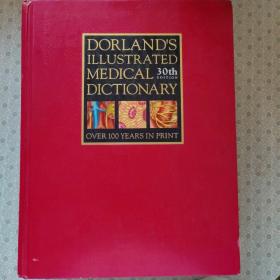 DORLAND'S
ILLUSTRATED
MEDICAL 30th
EDITION
DICTIONARY
OVER 100 YEARS IN PRINT